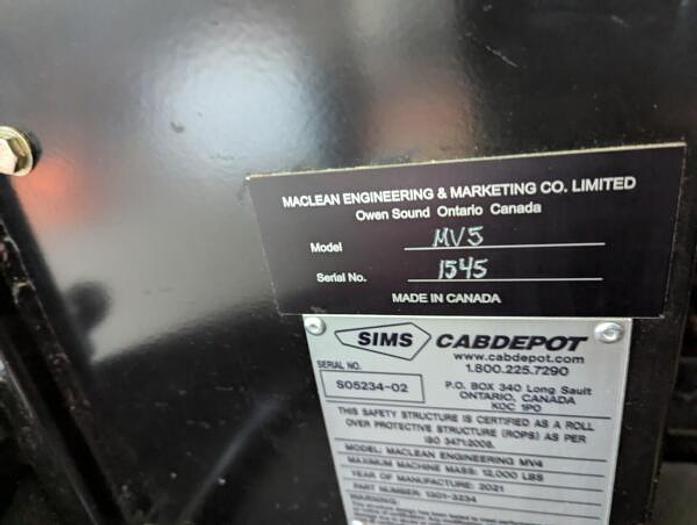 MACLEAN ENGINEERING & MARKETING CO. LIMITED
Owen Sound Ontario Canada
Model MV5
Serial No. 1545
MADE IN CANADA
SIMS CABDEPOT
www.cabdepot.com
1.800.225.7290
SERIAL NO.
S05234-02
P.O. BOX 340 Long Sault
ONTARIO, CANADA
K0C 1P0
THIS SAFETY STRUCTURE IS CERTIFIED AS A ROLL
OVER PROTECTIVE STRUCTURE (ROPS) AS PER
ISO 3471:2008.
MODEL: MACLEAN ENGINEERING MV4
MAXIMUM MACHINE MASS: 12,000 LBS
YEAR OF MANUFACTURE: 2021
PART NUMBER: 1301-3234
WARNING: